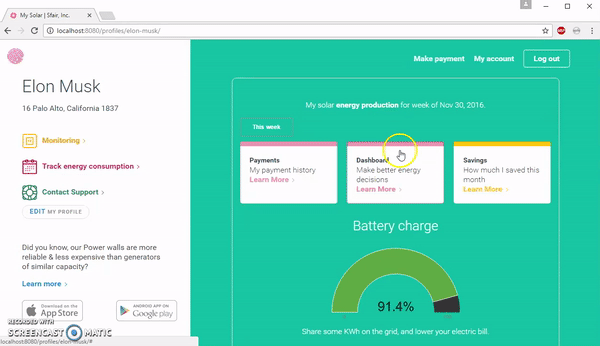 My Solar | Sfair, Inc.
localhost:8080/profiles/elon-musk/
Make payment My account Log out
Elon Musk
16 Palo Alto, California 1837
Monitoring
Track energy consumption
Contact Support
EDIT MY PROFILE
Did you know, our Power walls are more
reliable & less expensive than generators
of similar capacity?
Learn more
Download on the
App Store
ANDROID APP ON
Google play
My solar energy production for week of Nov 30, 2016.
This week
Payments
My payment history
Learn More
Dashboard
Make better energy
decisions
Learn More
Savings
How much I saved this
month
Learn More
Battery charge
91.4%
Share some KWh on the grid, and lower your electric bill.
RECORDED WITH
SCREENCAST MATIC
localhost:8080/profiles/elon-musk/#